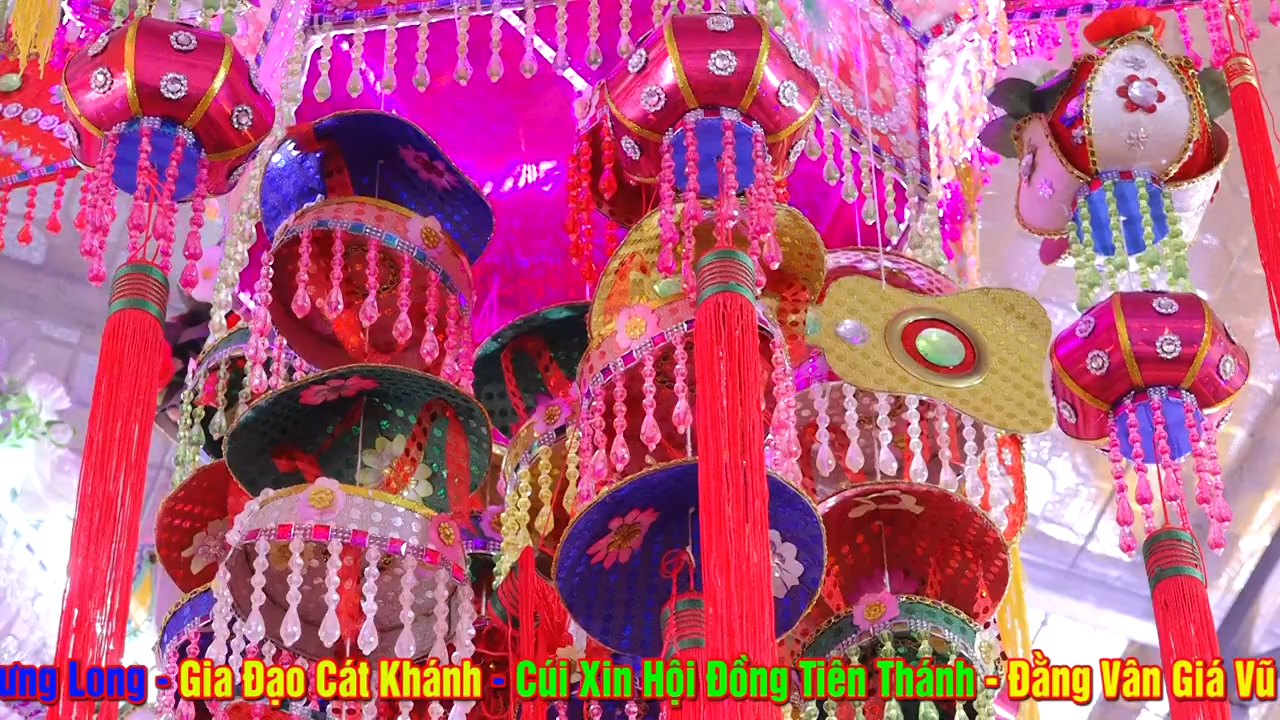 ưng Long - Gia Đạo Cát Khánh - Cúi Xin Hội Đồng Tiên Thánh - Đằng Vân Giá Vũ